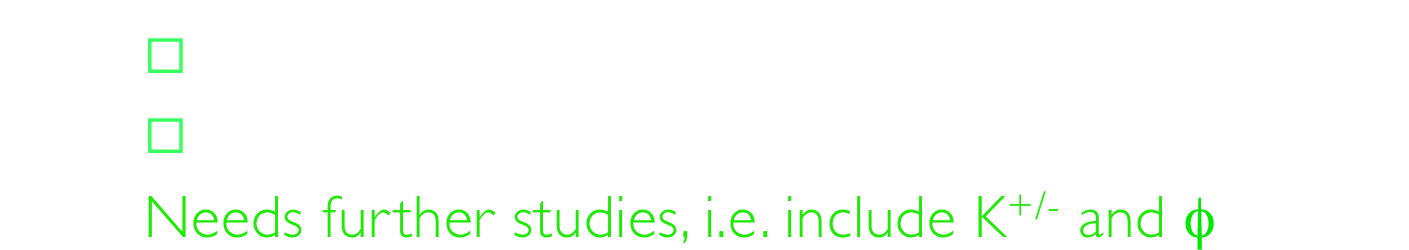 □
□
Needs further studies, i.e. include K⁺/⁻ and ϕ